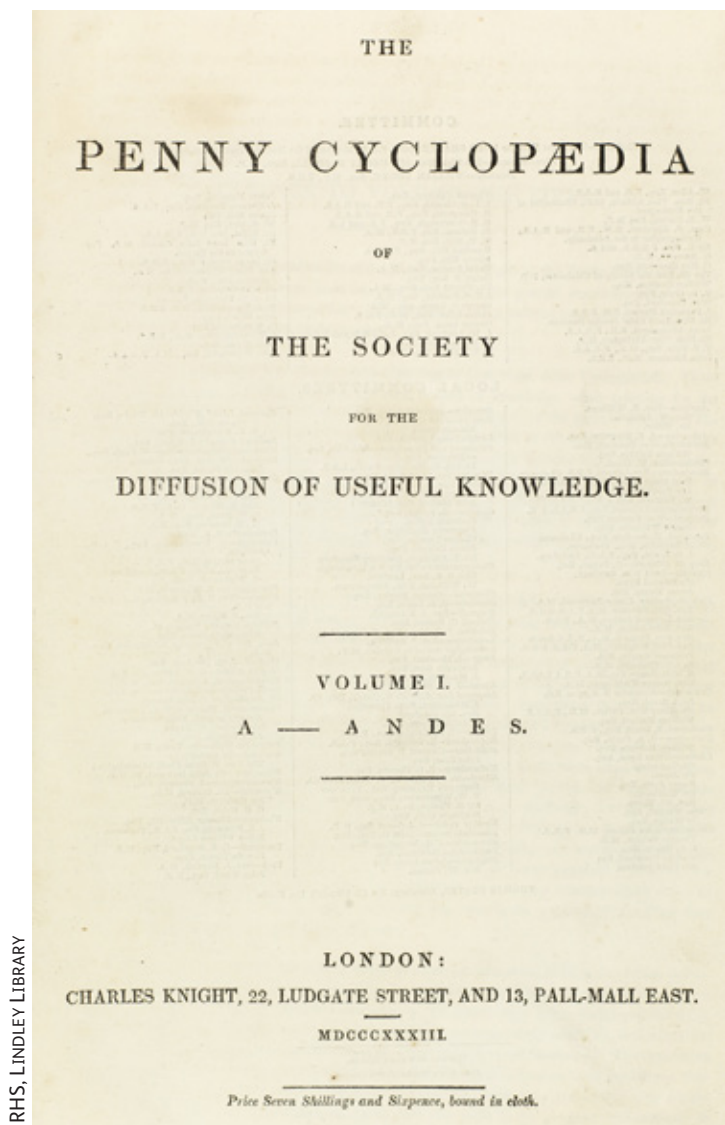 THE
PENNY CYCLOPÆDIA
OF
THE SOCIETY
FOR THE
DIFFUSION OF USEFUL KNOWLEDGE.
VOLUME I.
A — ANDES.
LONDON:
CHARLES KNIGHT, 22, LUDGATE STREET, AND 13, PALL-MALL EAST.
MDCCCXXXIII.
Price Seven Shillings and Sixpence, bound in cloth.
RHS, LINDLEY LIBRARY